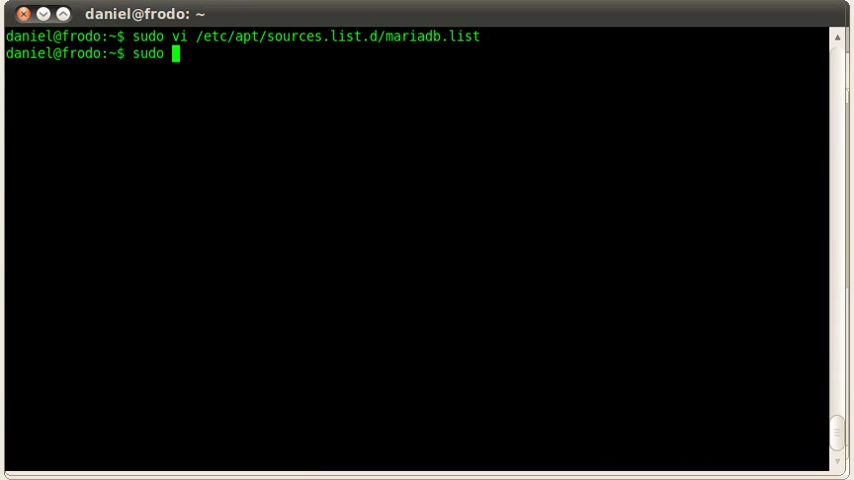 daniel@frodo: ~
daniel@frodo:~$ sudo vi /etc/apt/sources.list.d/mariadb.list
daniel@frodo:~$ sudo